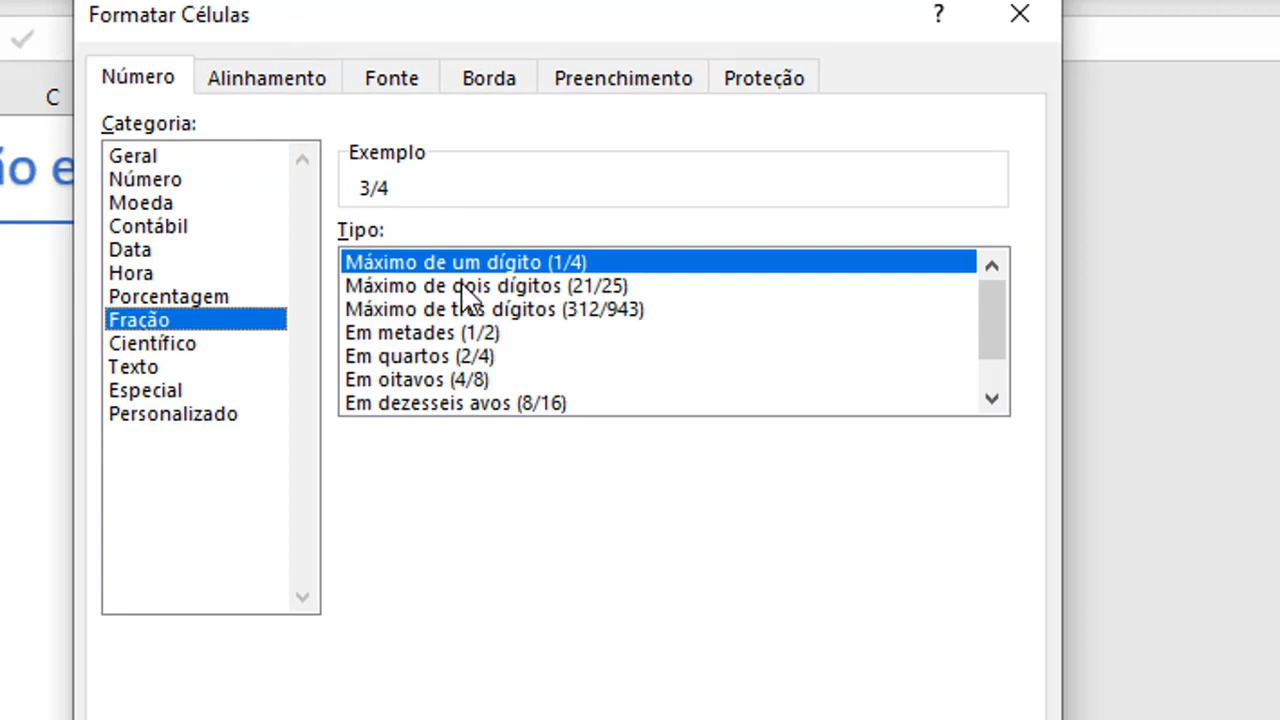 Formatar Células
?
Número Alinhamento Fonte Borda Preenchimento Proteção
C
ão e
Categoria:
Geral
Número
Moeda
Contábil
Data
Hora
Porcentagem
Fração
Científico
Texto
Especial
Personalizado
Exemplo
3/4
Tipo:
Máximo de um dígito (1/4)
Máximo de dois dígitos (21/25)
Máximo de três dígitos (312/943)
Em metades (1/2)
Em quartos (2/4)
Em oitavos (4/8)
Em dezesseis avos (8/16)